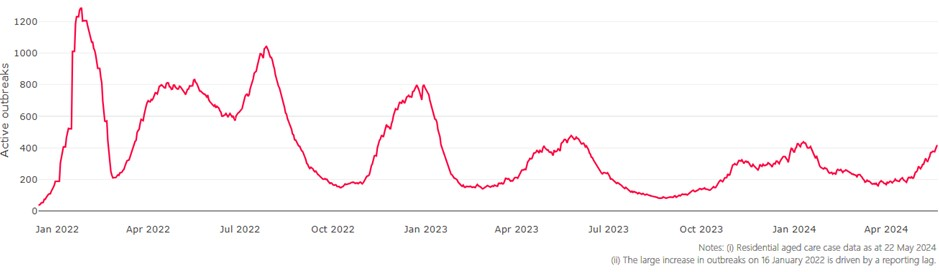 1200
1000
800
600
400
200
0
Active outbreaks
Jan 2022 Apr 2022 Jul 2022 Oct 2022 Jan 2023 Apr 2023 Jul 2023 Oct 2023 Jan 2024 Apr 2024
Notes: (i) Residential aged care case data as at 22 May 2024
(ii) The large increase in outbreaks on 16 January 2022 is driven by a reporting lag.